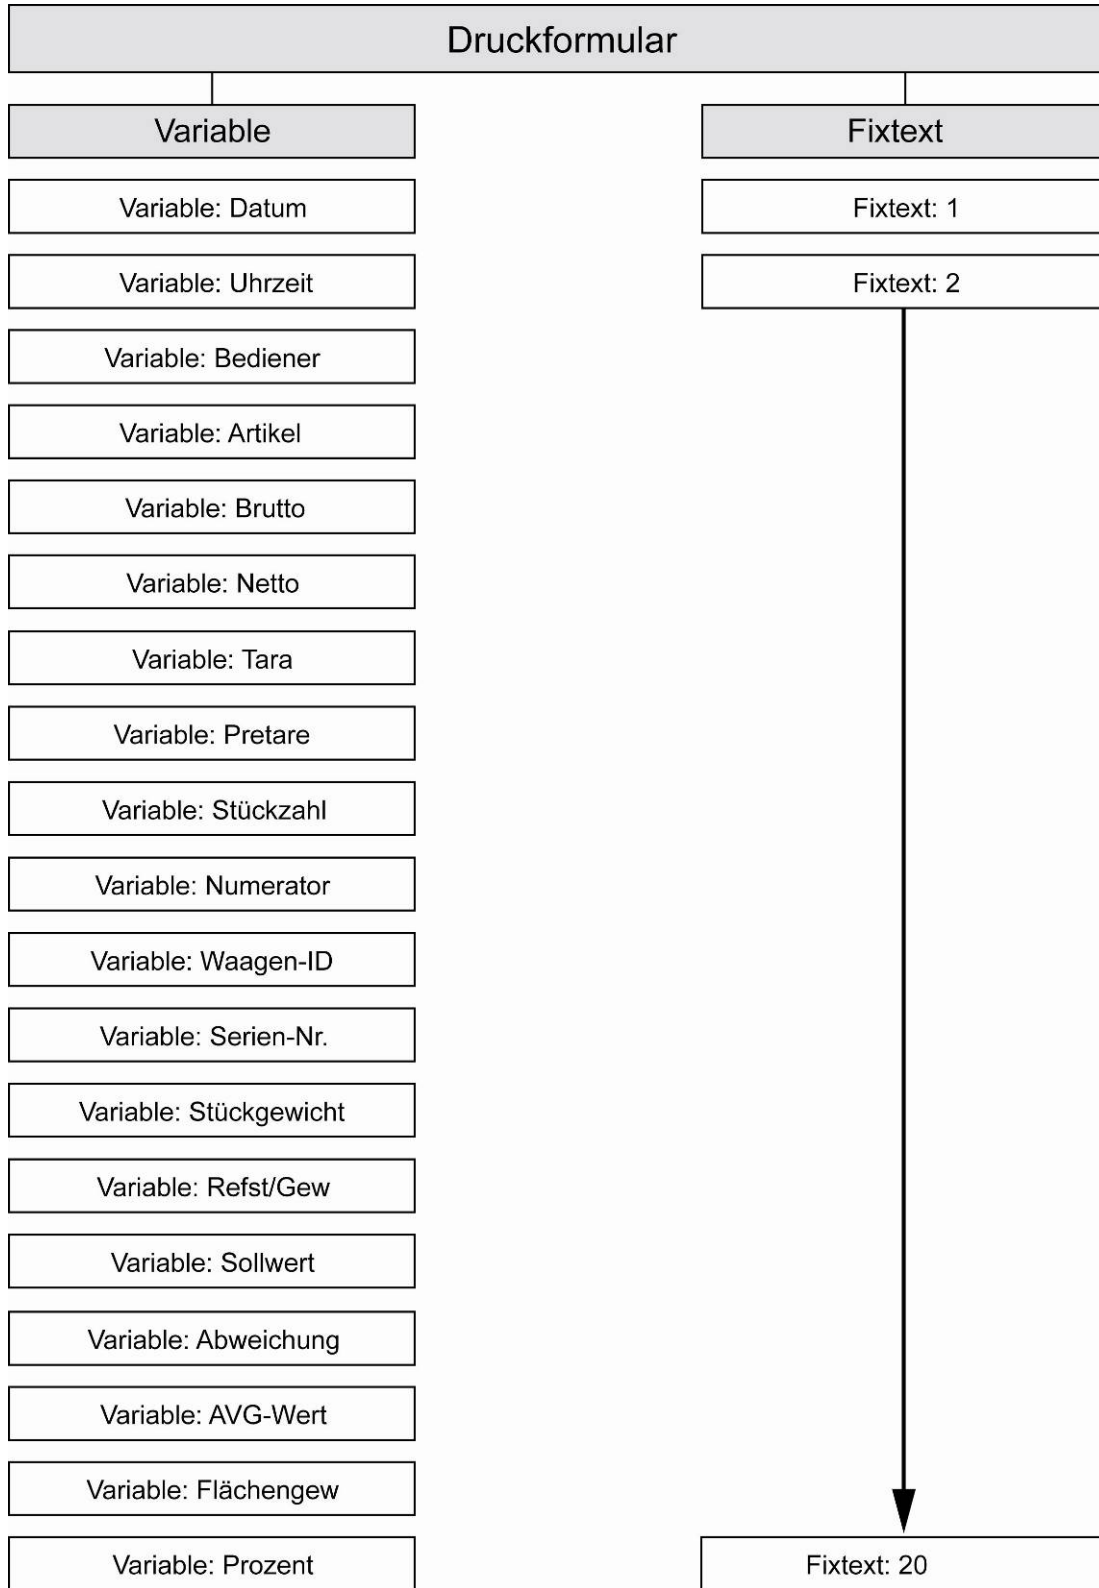 Druckformular
Variable
Fixtext
Variable: Datum
Fixtext: 1
Variable: Uhrzeit
Fixtext: 2
Variable: Bediener
Variable: Artikel
Variable: Brutto
Variable: Netto
Variable: Tara
Variable: Pretare
Variable: Stückzahl
Variable: Numerator
Variable: Waagen-ID
Variable: Serien-Nr.
Variable: Stückgewicht
Variable: Refst/Gew
Variable: Sollwert
Variable: Abweichung
Variable: AVG-Wert
Variable: Flächengew
Variable: Prozent
Fixtext: 20